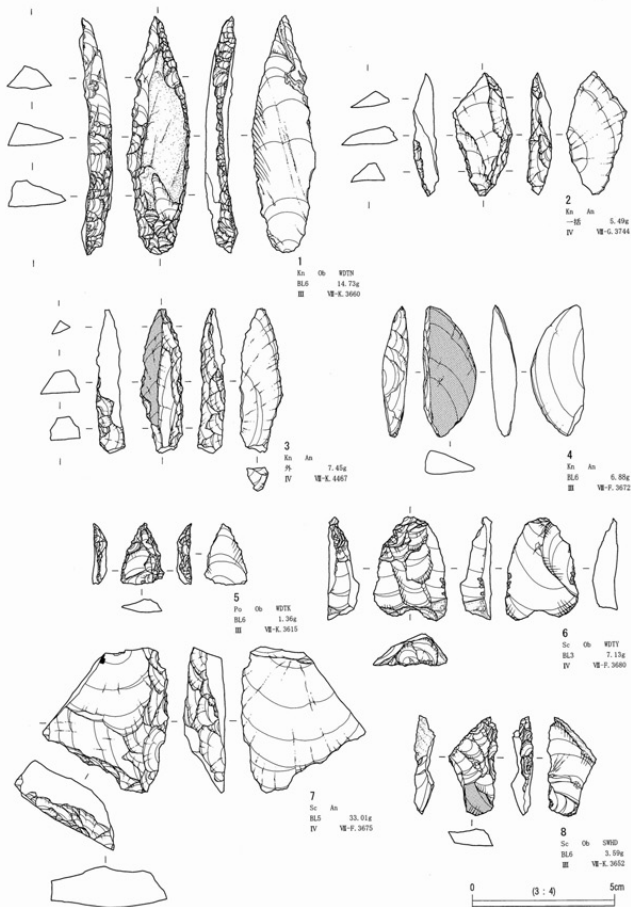 1
Kn Ob WDTN
BL6 14.73g
Ⅲ Ⅶ-K.3660
2
Kn An
一括 5.49g
Ⅳ Ⅶ-G.3744
3
Kn An
外 7.45g
Ⅳ Ⅶ-K.4467
4
Kn An
BL6 6.88g
Ⅲ Ⅶ-F.3672
5
Po Ob WDTK
BL6 1.36g
Ⅲ Ⅶ-K.3615
6
Sc Ob WDTY
BL3 7.13g
Ⅳ Ⅶ-F.3680
7
Sc An
BL5 33.01g
Ⅳ Ⅶ-F.3675
8
Sc Ob SWHD
BL6 3.59g
Ⅲ Ⅶ-K.3652
0 (3 : 4) 5cm